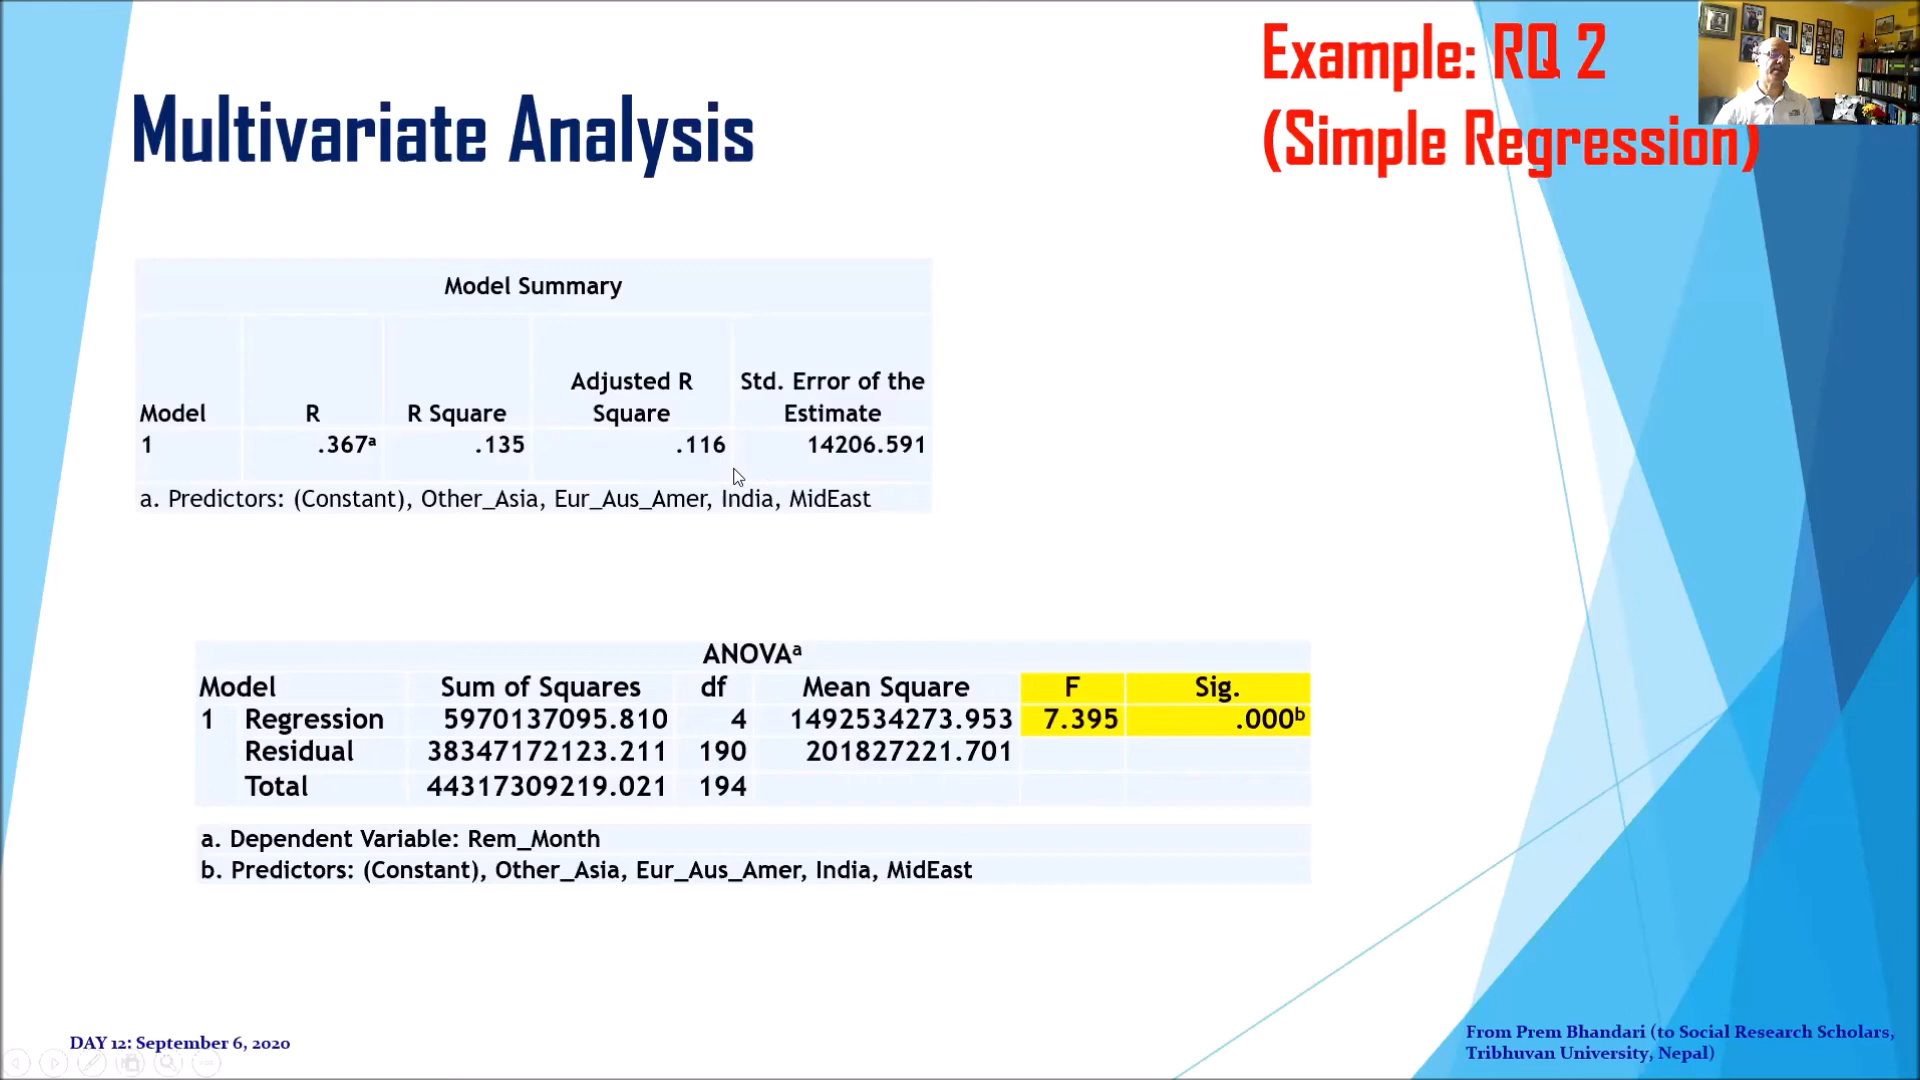 Example: RQ 2
(Simple Regression)
Multivariate Analysis
Model Summary
Model R R Square Adjusted R Square Std. Error of the Estimate
1 .367ᵃ .135 .116 14206.591
a. Predictors: (Constant), Other_Asia, Eur_Aus_Amer, India, MidEast
ANOVAᵃ
Model Sum of Squares df Mean Square F Sig.
1 Regression 5970137095.810 4 1492534273.953 7.395 .000ᵇ
Residual 38347172123.211 190 201827221.701
Total 44317309219.021 194
a. Dependent Variable: Rem_Month
b. Predictors: (Constant), Other_Asia, Eur_Aus_Amer, India, MidEast
DAY 12: September 6, 2020
From Prem Bhandari (to Social Research Scholars,
Tribhuvan University, Nepal)